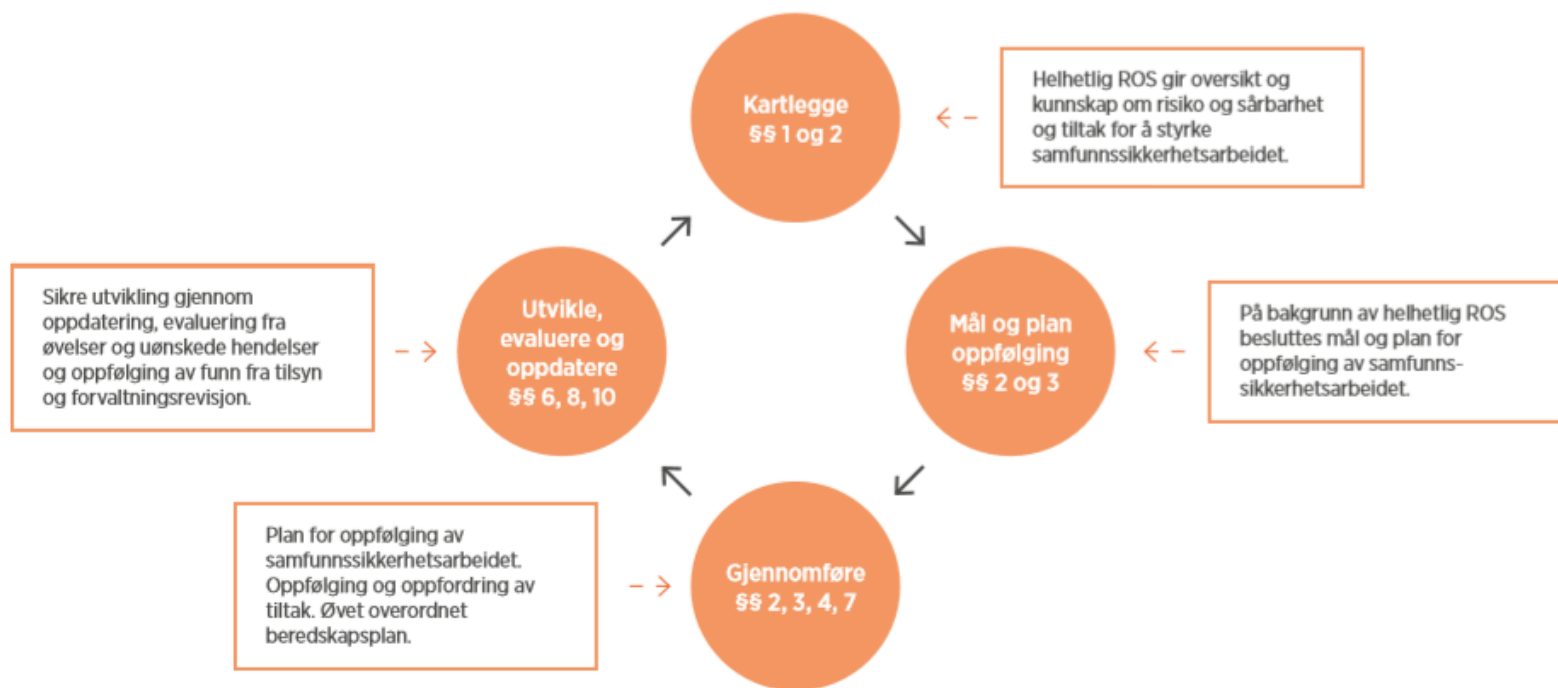 Kartlegge
§§ 1 og 2
Helhetlig ROS gir oversikt og
kunnskap om risiko og sårbarhet
og tiltak for å styrke
samfunnssikkerhetsarbeidet.
Sikre utvikling gjennom
oppdatering, evaluering fra
øvelser og uønskede hendelser
og oppfølging av funn fra tilsyn
og forvaltningsrevisjon.
Utvikle,
evaluere og
oppdatere
§§ 6, 8, 10
Mål og plan
oppfølging
§§ 2 og 3
På bakgrunn av helhetlig ROS
besluttes mål og plan for
oppfølging av samfunns-
sikkerhetsarbeidet.
Plan for oppfølging av
samfunnssikkerhetsarbeidet.
Oppfølging og oppfordring av
tiltak. Øvet overordnet
beredskapsplan.
Gjennomføre
§§ 2, 3, 4, 7